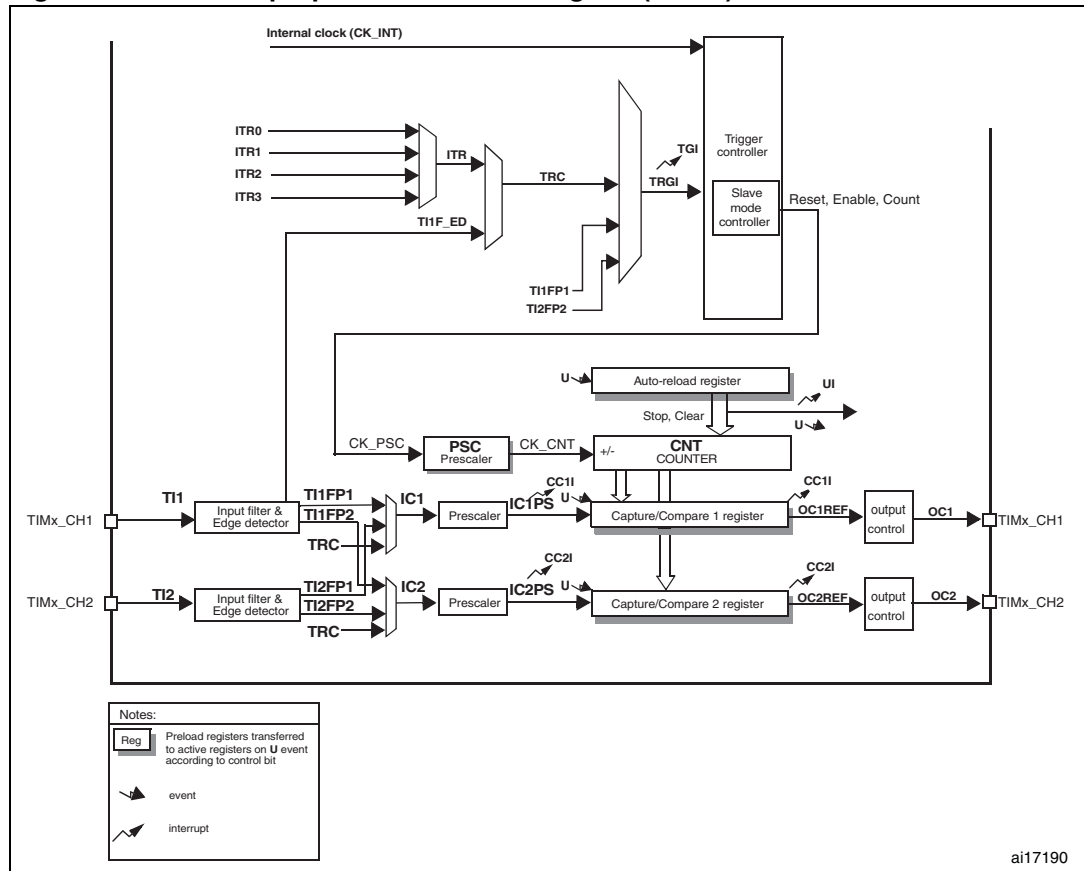 Internal clock (CK_INT)
ITR0
ITR1
ITR2
ITR3
ITR
TI1F_ED
TRC
TI1FP1
TI2FP2
TGI
TRGI
Trigger
controller
Slave
mode
controller
Reset, Enable, Count
U
Auto-reload register
Stop, Clear
UI
U
CK_PSC
PSC
Prescaler
CK_CNT
+/-
CNT
COUNTER
TIMx_CH1
TI1
Input filter &
Edge detector
TI1FP1
TI1FP2
TRC
IC1
Prescaler
CC1I
IC1PS
U
Capture/Compare 1 register
CC1I
OC1REF
output
control
OC1
TIMx_CH1
TIMx_CH2
TI2
Input filter &
Edge detector
TI2FP1
TI2FP2
TRC
IC2
Prescaler
CC2I
IC2PS
U
Capture/Compare 2 register
CC2I
OC2REF
output
control
OC2
TIMx_CH2
Notes:
Reg
Preload registers transferred
to active registers on U event
according to control bit
event
interrupt
ai17190